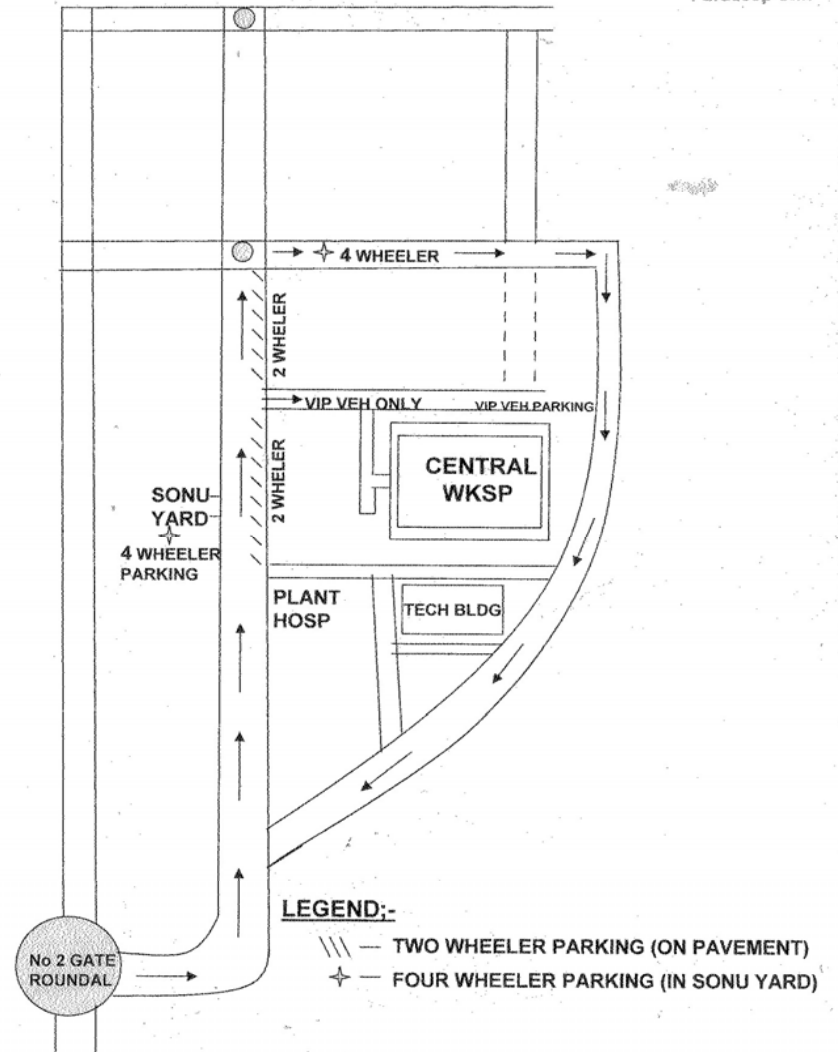 4 WHEELER
2 WHEELER
VIP VEH ONLY
VIP VEH PARKING
CENTRAL
WKSP
2 WHEELER
SONU
YARD
4 WHEELER
PARKING
PLANT
HOSP
TECH BLDG
LEGEND;-
— TWO WHEELER PARKING (ON PAVEMENT)
— FOUR WHEELER PARKING (IN SONU YARD)
No 2 GATE
ROUNDAL